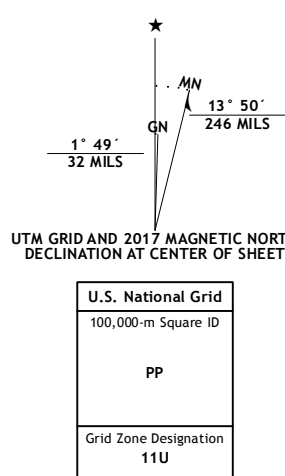 ★
MN
GN
13° 50´
246 MILS
1° 49´
32 MILS
UTM GRID AND 2017 MAGNETIC NORT
DECLINATION AT CENTER OF SHEET
U.S. National Grid
100,000-m Square ID
PP
Grid Zone Designation
11U